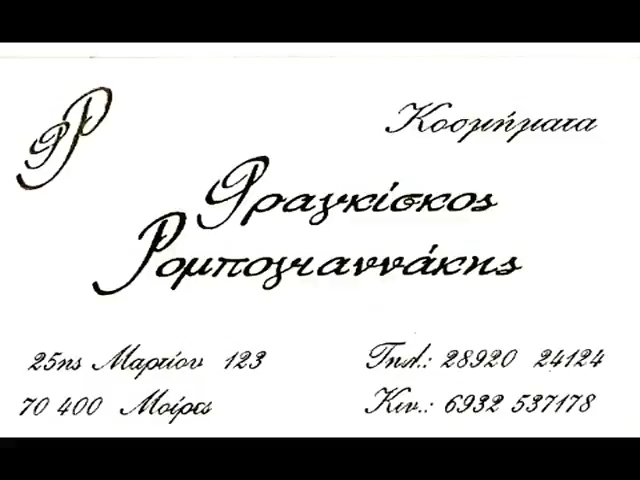 ΦΡ
Κοσμήματα
Φραγκίσκος
Ρομπογιαννάκης
25ης Μαρτίου 123
70 400 Μοίρες
Τηλ.: 28920 24124
Κιν.: 6932 537178